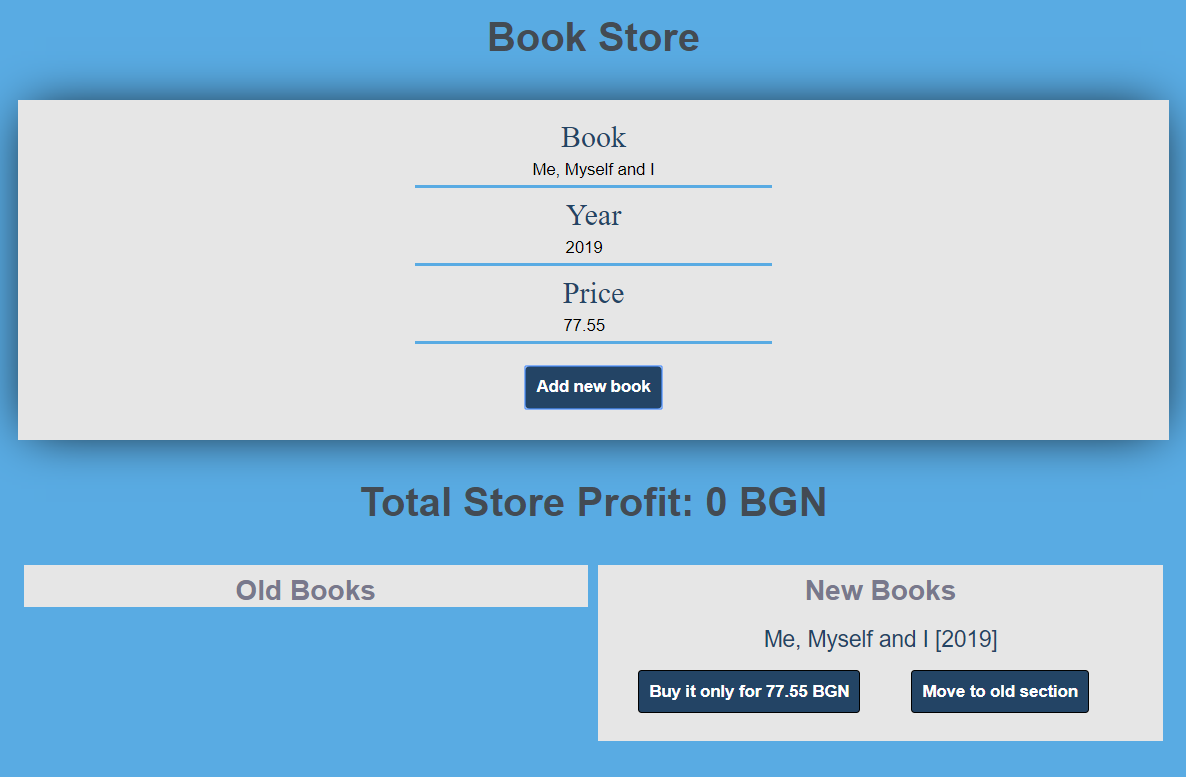 Book Store
Book
Me, Myself and I
Year
2019
Price
77.55
Add new book
Total Store Profit: 0 BGN
Old Books
New Books
Me, Myself and I [2019]
Buy it only for 77.55 BGN
Move to old section